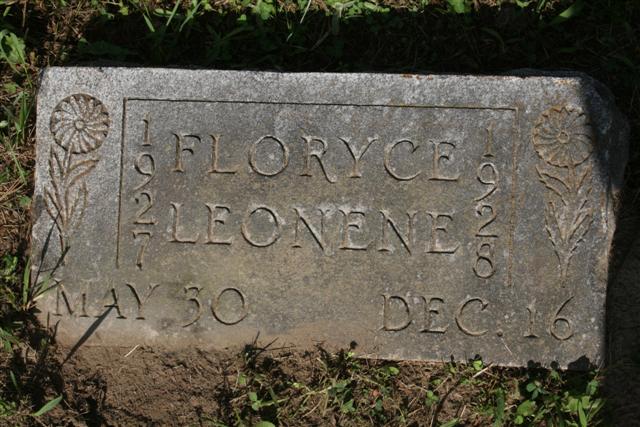 1927
FLORYCE
LEONENE
1928
MAY 30
DEC. 16